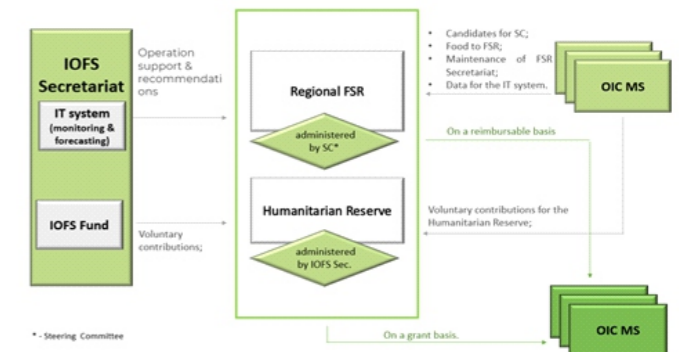 IOFS
Secretariat
IT system
(monitoring &
forecasting)
IOFS Fund
Operation
support &
recommendati
ons
Voluntary
contributions;
Regional FSR
administered
by SC*
Humanitarian Reserve
administered
by IOFS Sec.
• Candidates for SC;
• Food to FSR;
• Maintenance of FSR
Secretariat;
• Data for the IT system.
OIC MS
On a reimbursable basis
Voluntary contributions for the
Humanitarian Reserve;
OIC MS
On a grant basis.
* - Steering Committee